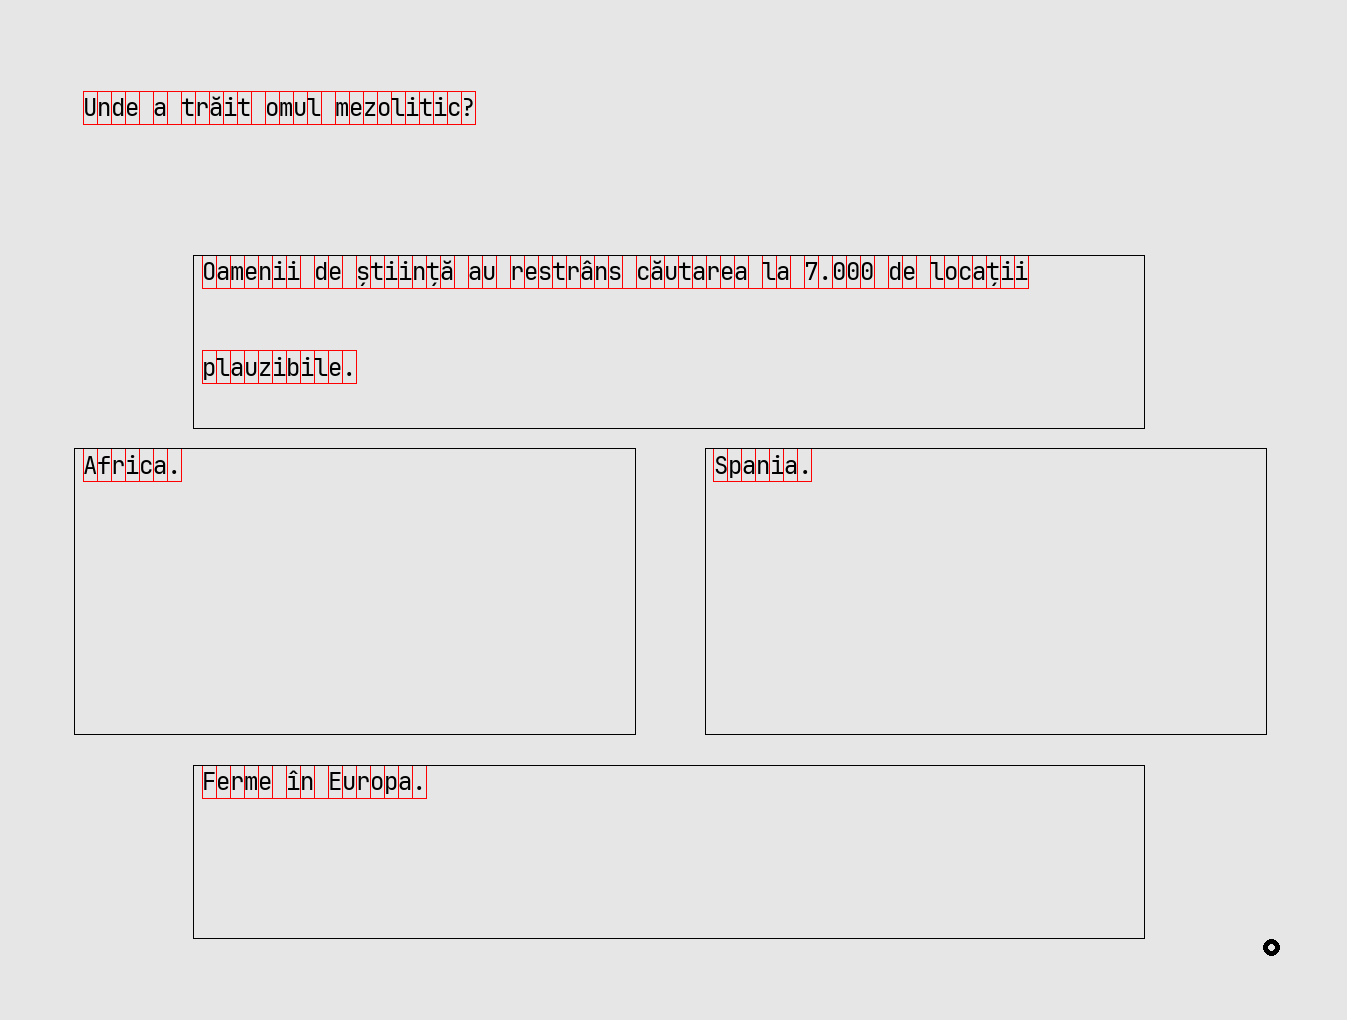 Unde a trăit omul mezolitic?
Oamenii de știință au restrâns căutarea la 7.000 de locații
plauzibile.
Africa.
Spania.
Ferme în Europa.